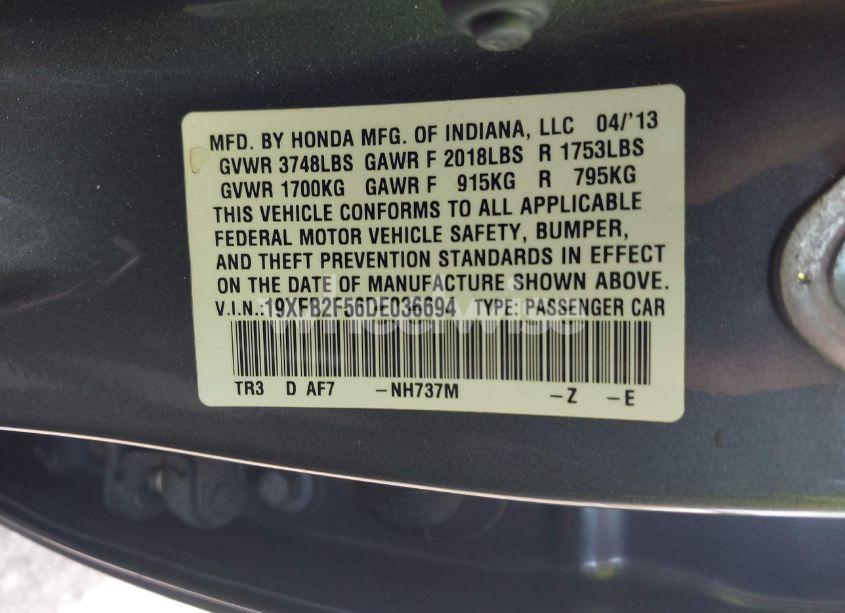 MFD. BY HONDA MFG. OF INDIANA, LLC 04/'13
GVWR 3748LBS GAWR F 2018LBS R 1753LBS
GVWR 1700KG GAWR F 915KG R 795KG
THIS VEHICLE CONFORMS TO ALL APPLICABLE
FEDERAL MOTOR VEHICLE SAFETY, BUMPER,
AND THEFT PREVENTION STANDARDS IN EFFECT
ON THE DATE OF MANUFACTURE SHOWN ABOVE.
V.I.N.:19XFB2F56DE036694 TYPE: PASSENGER CAR
TR3 D AF7 -NH737M -Z -E